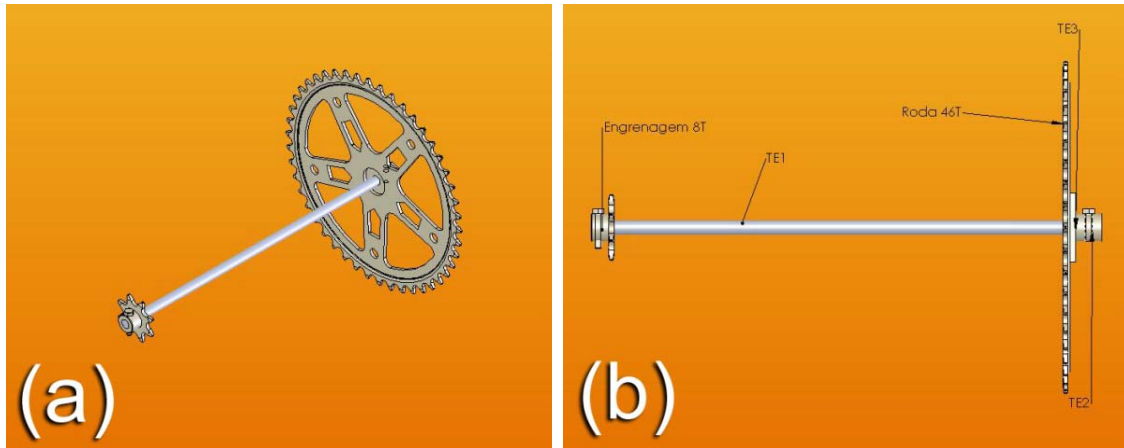 (a)
TE3
Roda 46T
Engrenagem 8T
TE1
TE2
(b)